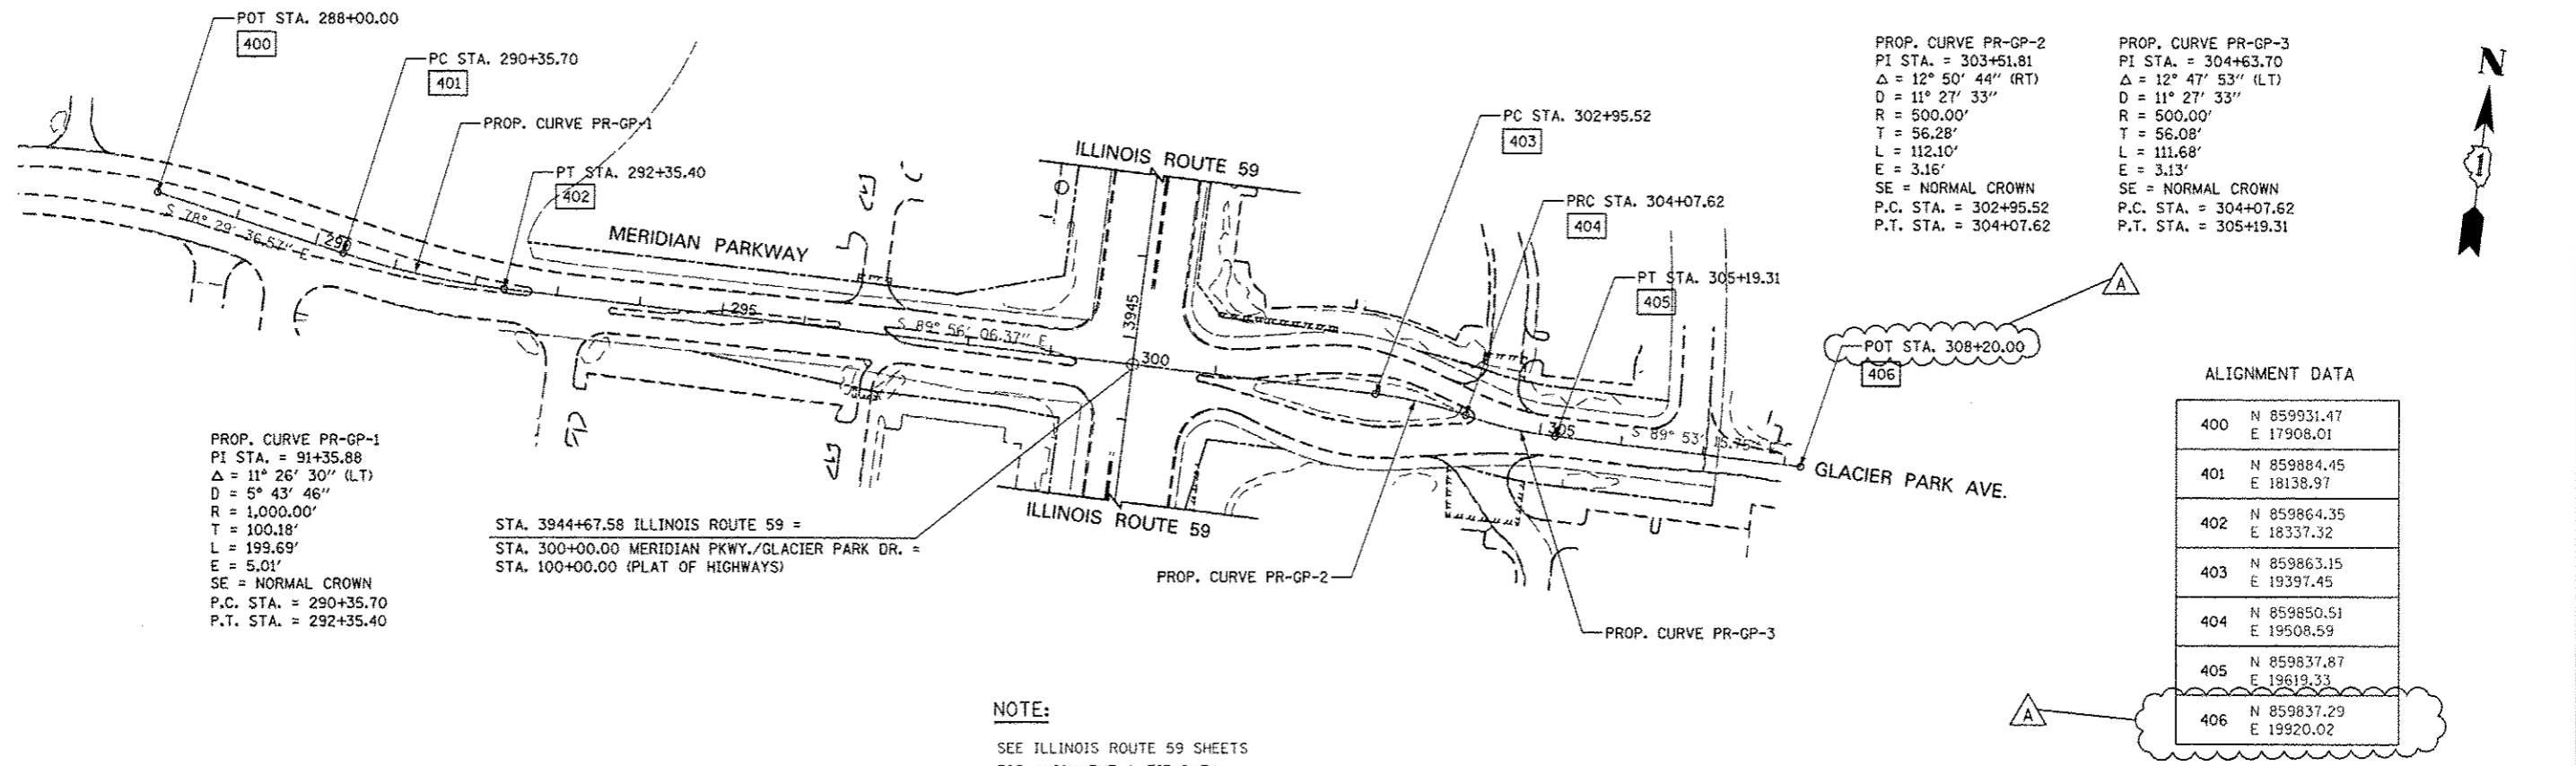 POT STA. 288+00.00
400
PC STA. 290+35.70
401
PROP. CURVE PR-GP-1
PT STA. 292+35.40
402
S 78° 29' 36.57" E
290
MERIDIAN PARKWAY
295
S 89° 56' 06.37" E
ILLINOIS ROUTE 59
3945
300
ILLINOIS ROUTE 59
PC STA. 302+95.52
403
PRC STA. 304+07.62
404
PT STA. 305+19.31
405
305
S 89° 53' 15.75"
POT STA. 308+20.00
406
GLACIER PARK AVE.
PROP. CURVE PR-GP-2
PROP. CURVE PR-GP-3
PROP. CURVE PR-GP-1
PI STA. = 91+35.88
Δ = 11° 26' 30" (LT)
D = 5° 43' 46"
R = 1,000.00'
T = 100.18'
L = 199.69'
E = 5.01'
SE = NORMAL CROWN
P.C. STA. = 290+35.70
P.T. STA. = 292+35.40
STA. 3944+67.58 ILLINOIS ROUTE 59 =
STA. 300+00.00 MERIDIAN PKWY./GLACIER PARK DR. =
STA. 100+00.00 (PLAT OF HIGHWAYS)
PROP. CURVE PR-GP-2
PI STA. = 303+51.81
Δ = 12° 50' 44" (RT)
D = 11° 27' 33"
R = 500.00'
T = 56.28'
L = 112.10'
E = 3.16'
SE = NORMAL CROWN
P.C. STA. = 302+95.52
P.T. STA. = 304+07.62
PROP. CURVE PR-GP-3
PI STA. = 304+63.70
Δ = 12° 47' 53" (LT)
D = 11° 27' 33"
R = 500.00'
T = 56.08'
L = 111.68'
E = 3.13'
SE = NORMAL CROWN
P.C. STA. = 304+07.62
P.T. STA. = 305+19.31
N
1
A
ALIGNMENT DATA
400 N 859931.47
E 17908.01
401 N 859884.45
E 18138.97
402 N 859864.35
E 18337.32
403 N 859863.15
E 19397.45
404 N 859850.51
E 19508.59
405 N 859837.87
E 19619.33
406 N 859837.29
E 19920.02
A
NOTE:
SEE ILLINOIS ROUTE 59 SHEETS